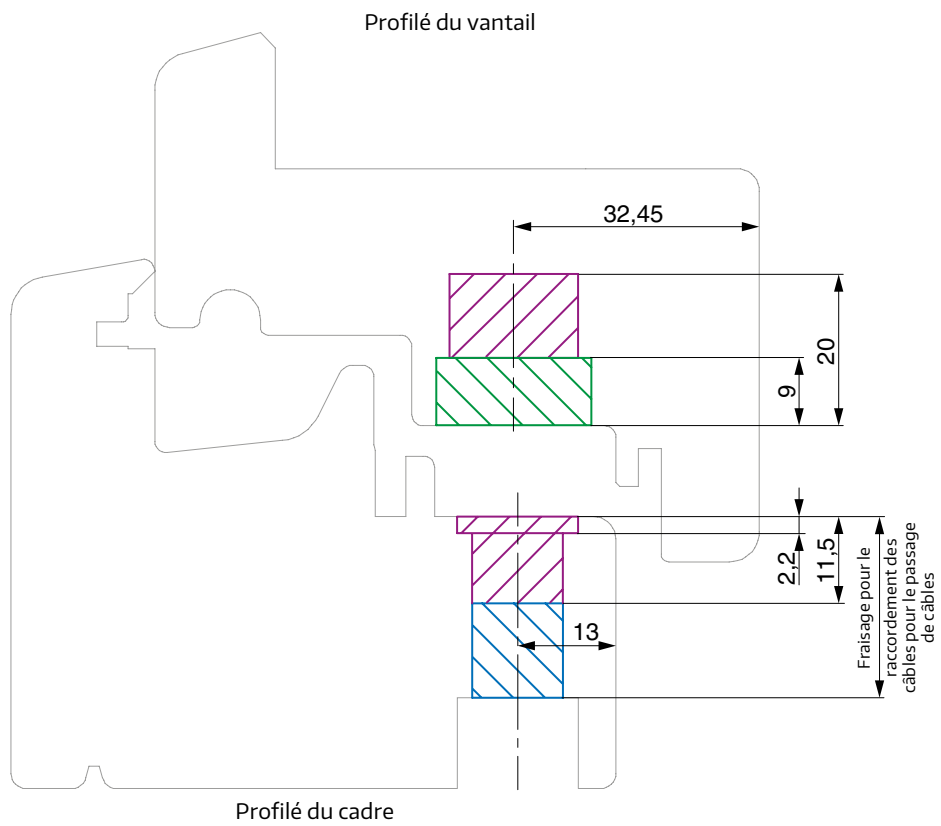 Profilé du vantail
32,45
20
9
2,2
11,5
13
Fraisage pour le
raccordement des
câbles pour le passage
de câbles
Profilé du cadre